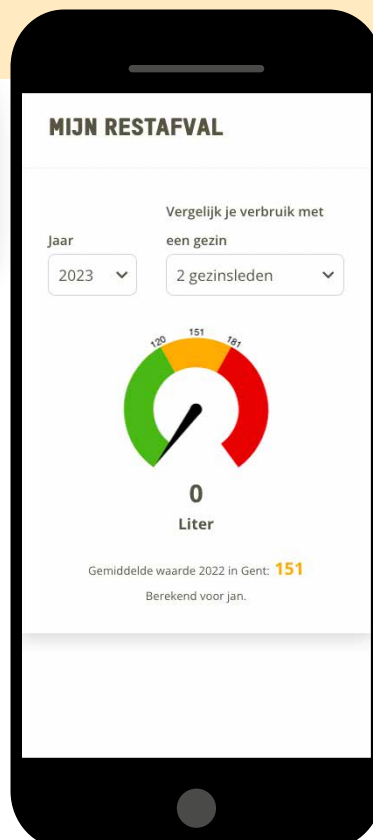 MIJN RESTAFVAL
Vergelijk je verbruik met
Jaar
een gezin
2023
2 gezinsleden
120
151
181
0
Liter
Gemiddelde waarde 2022 in Gent: 151
Berekend voor jan.